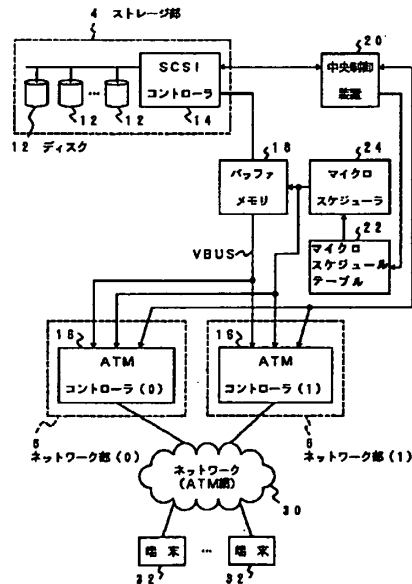 4 ストレージ部
20
SCSI
コントローラ
14
中央制御
装置
…
12 ディスク
12
12
18
バッファ
メモリ
24
マイクロ
スケジューラ
22
マイクロ
スケジュール
テーブル
VBUS
16
ATM
コントローラ(0)
16
ATM
コントローラ(1)
6
ネットワーク部(0)
6
ネットワーク部(1)
ネットワーク
(ATM網)
30
端末
…
端末
32
32